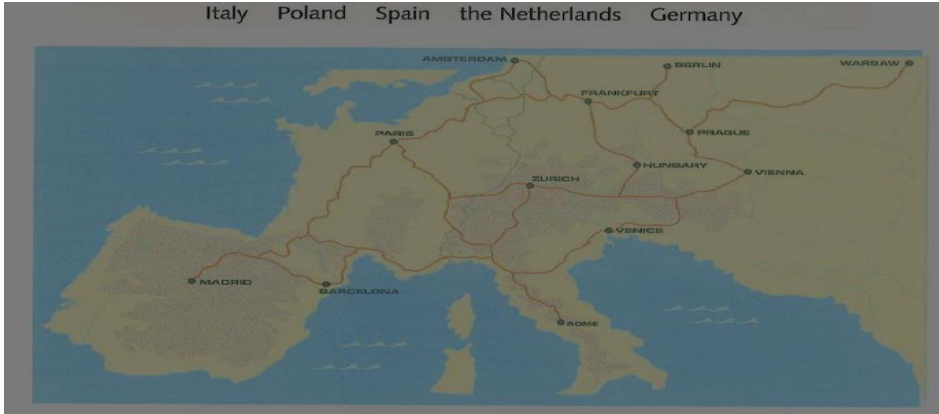 Italy Poland Spain the Netherlands Germany
AMSTERDAM
BERLIN
WARSAW
FRANKFURT
PARIS
PRAGUE
HUNGARY
VIENNA
ZURICH
VENICE
MADRID
BARCELONA
ROME